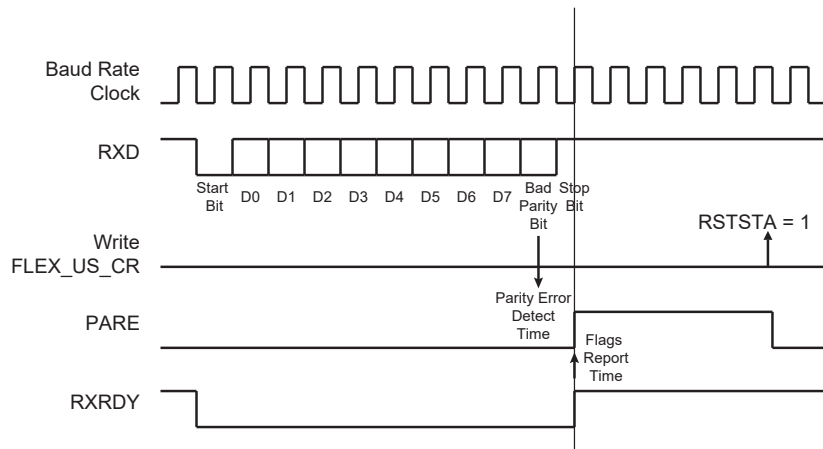 Baud Rate
Clock
RXD
Start
Bit
D0 D1 D2 D3 D4 D5 D6 D7
Bad
Parity
Bit
Stop
Bit
Write
FLEX_US_CR
RSTSTA = 1
Parity Error
Detect
Time
PARE
Flags
Report
Time
RXRDY